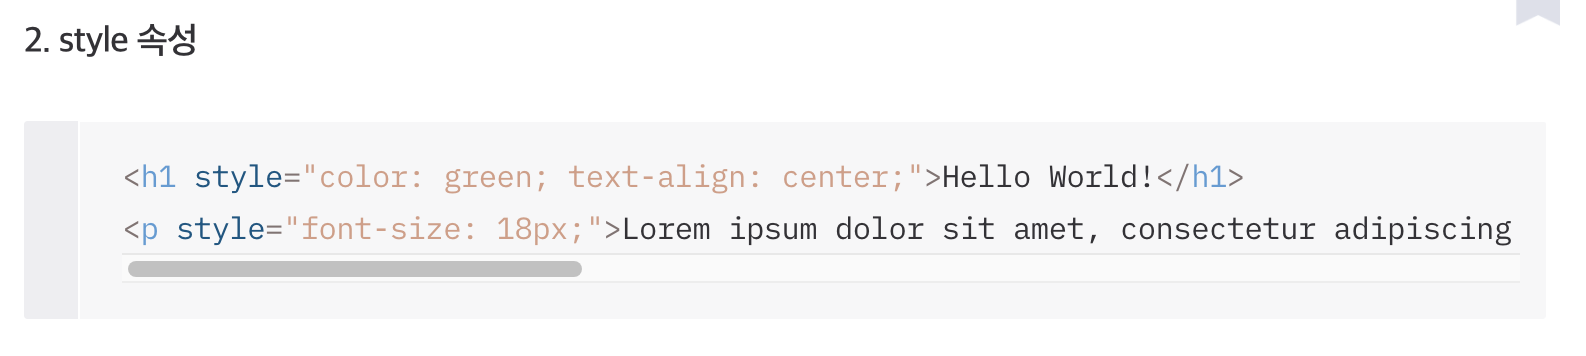 2. style 속성
<h1 style="color: green; text-align: center;">Hello World!</h1>
<p style="font-size: 18px;">Lorem ipsum dolor sit amet, consectetur adipiscing